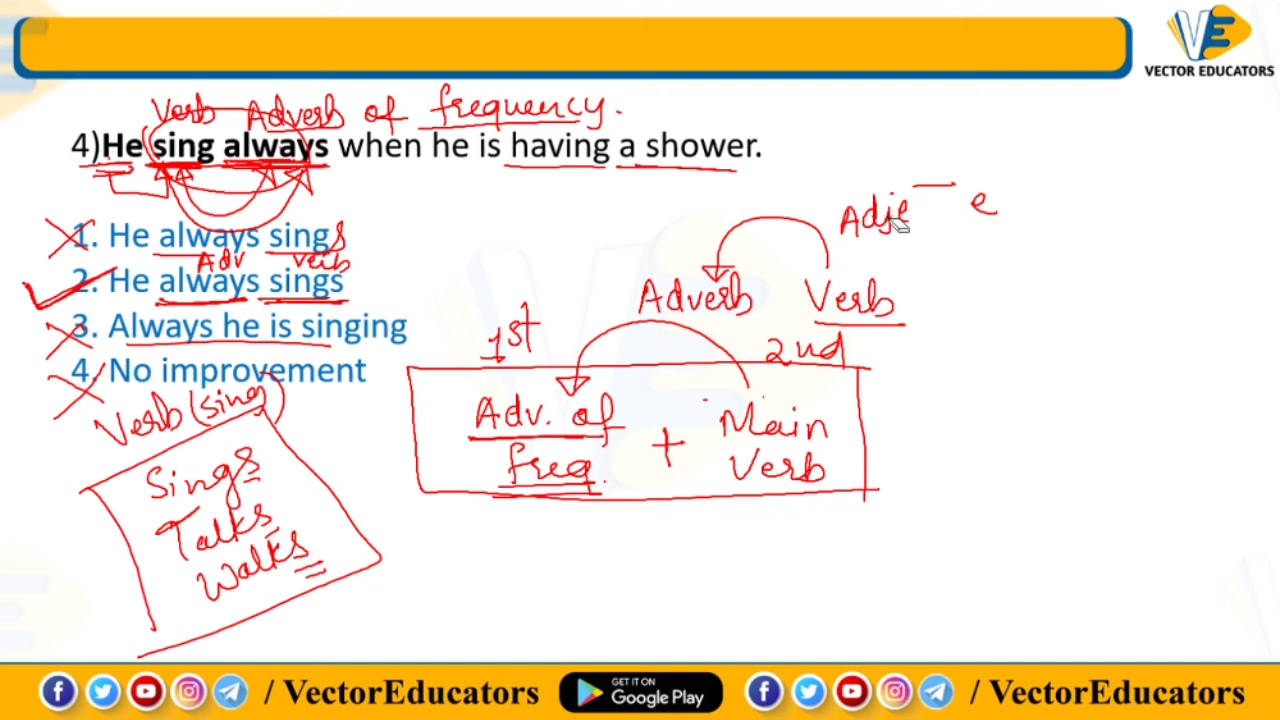 VECTOR EDUCATORS
Verb Adverb of frequency.
4)He sing always when he is having a shower.
1. He always sings
Adv Verb
2. He always sings
3. Always he is singing
4. No improvement
Verb (sing)
Sings
Talks
Walks
Adje e
Adverb Verb
1st 2nd
Adv. of freq. + Main Verb
/ VectorEducators
GET IT ON
Google Play
/ VectorEducators